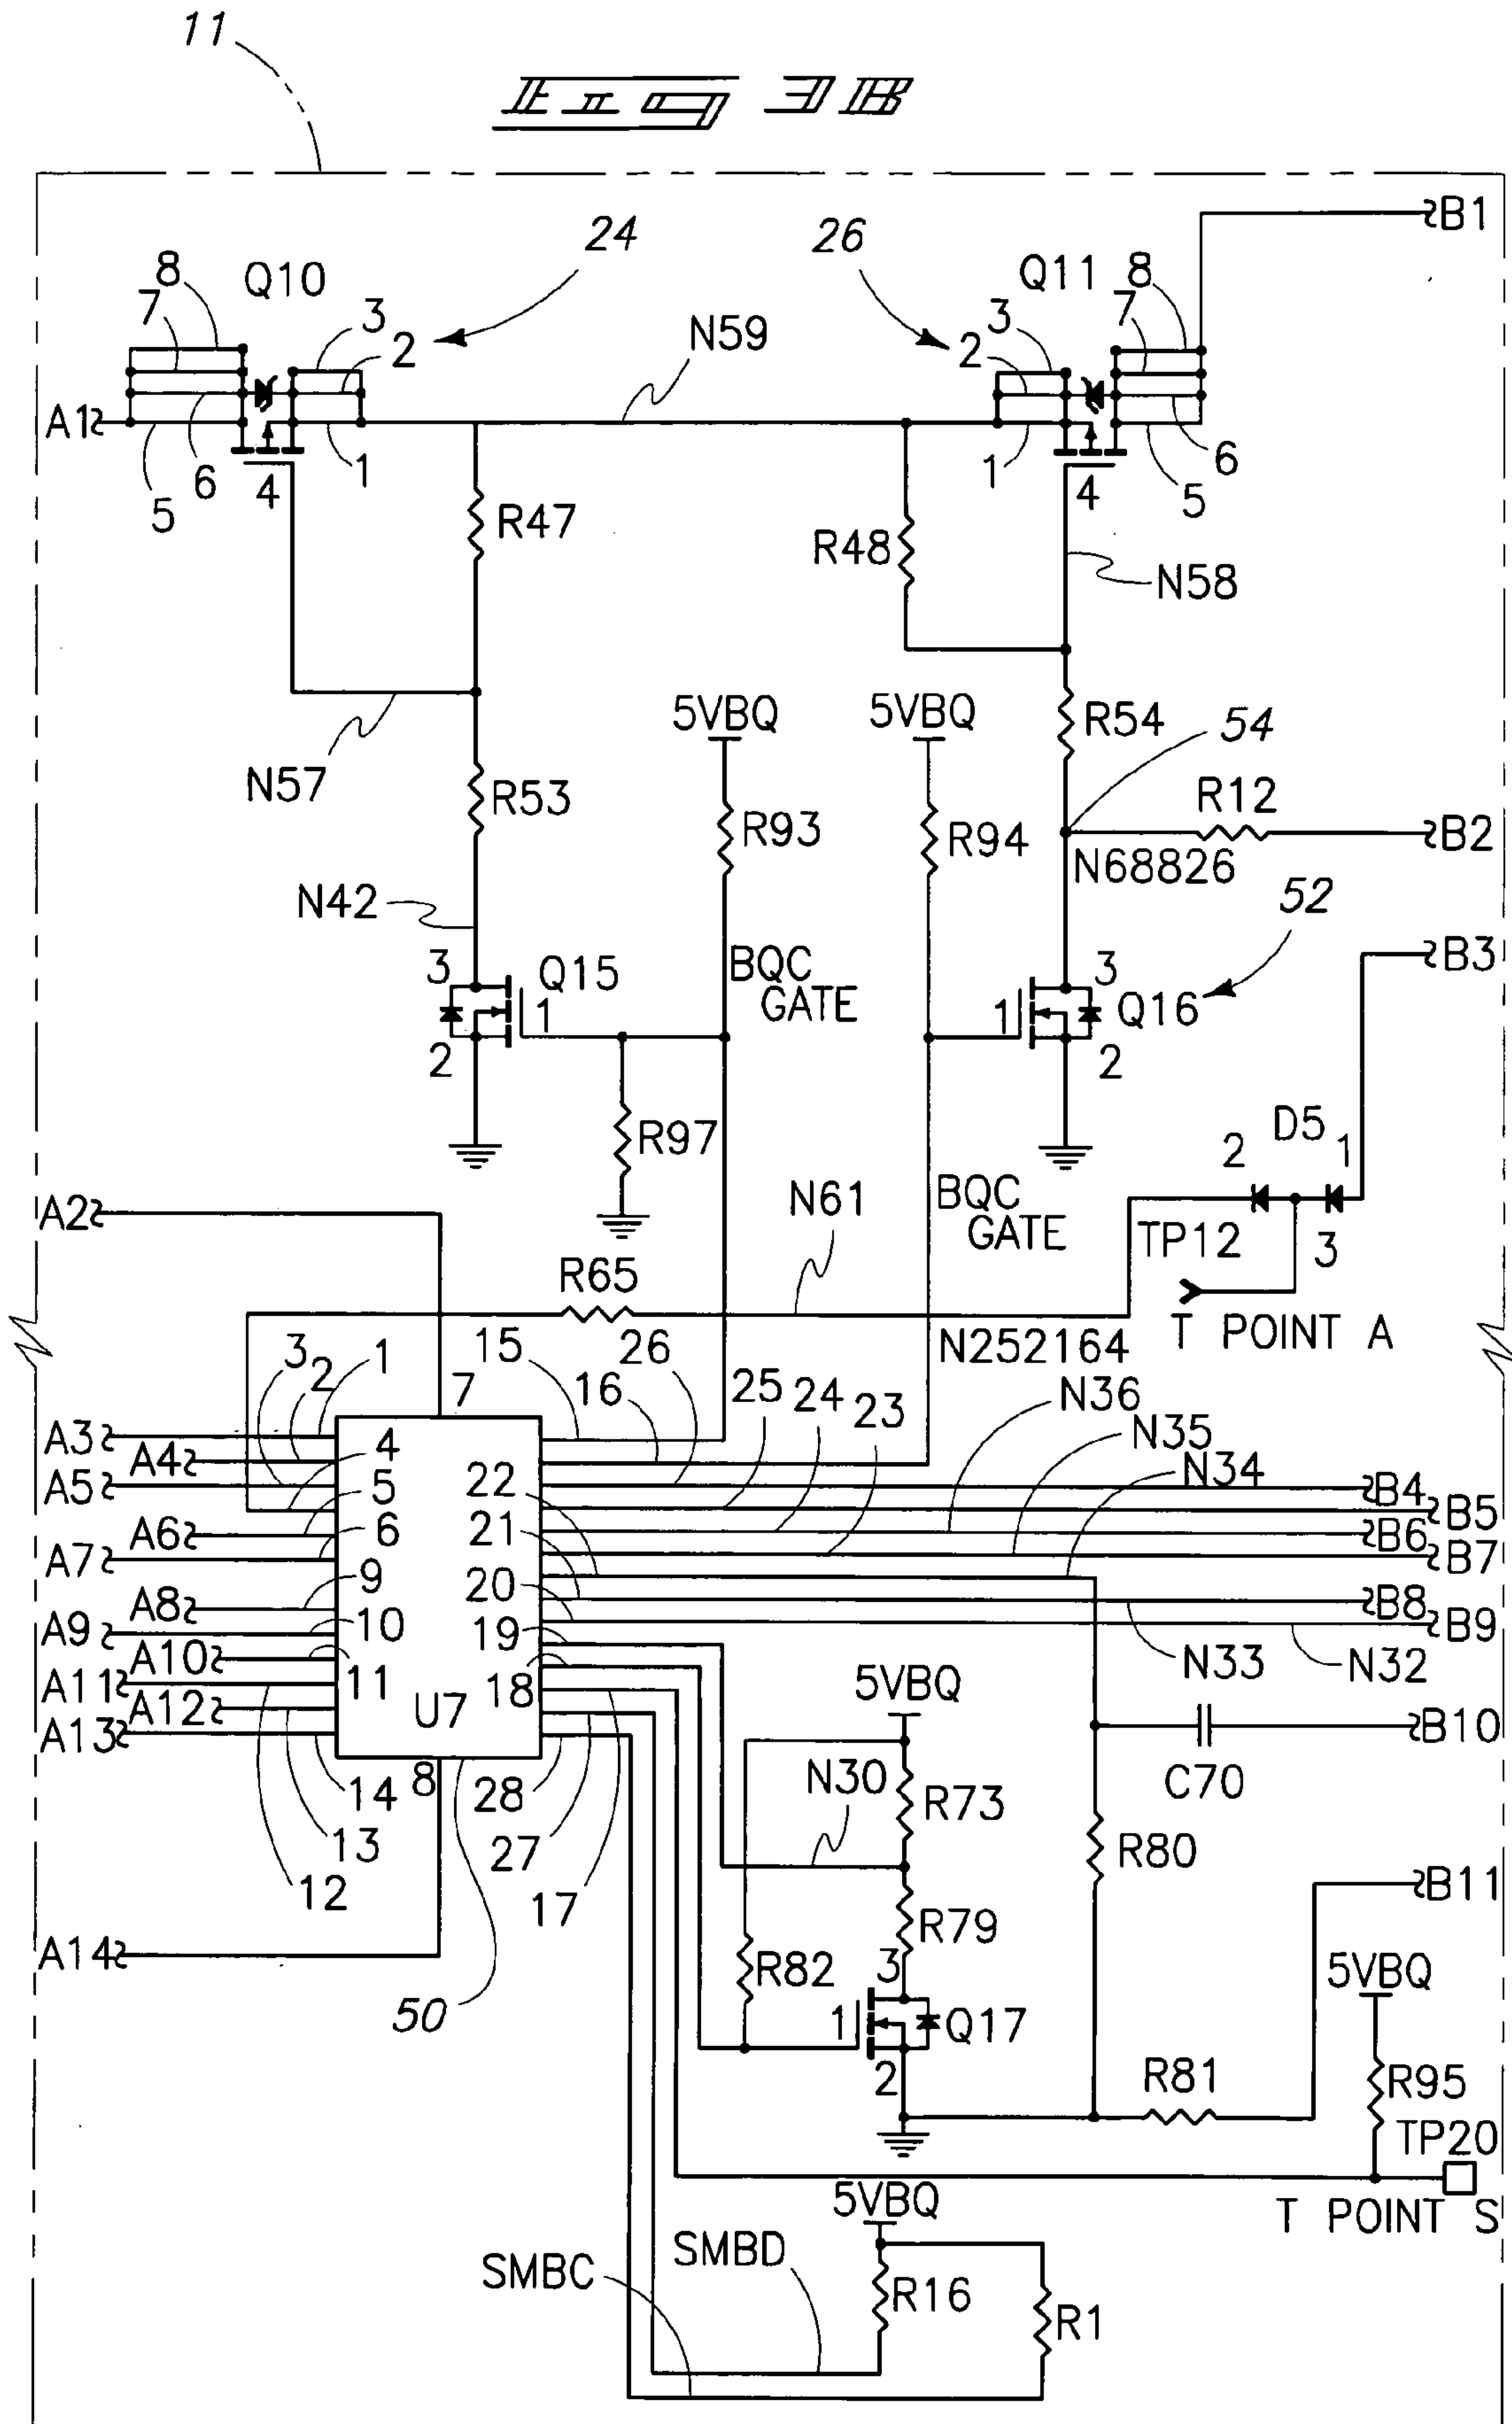 11
Fig 3B
24
26
B1
8
Q10
Q11
8
7
3
2
N59
3
2
7
A1
6
4
1
5
1
4
6
5
R47
R48
N58
5VBQ
5VBQ
R54
54
N57
R53
R93
R94
R12
B2
N68826
N42
52
3
Q15
BQC
GATE
3
B3
1
1
Q16
2
2
R97
D5
2
1
A2
N61
BQC
GATE
TP12
3
R65
T POINT A
3
2
1
15
26
N252164
7
16
25
24
23
N36
N35
A3
4
N34
A4
A5
5
22
B4
B5
A6
6
21
B6
A7
B7
A8
9
20
B8
A9
10
19
B9
A10
11
N33
N32
A11
18
5VBQ
A12
U7
A13
B10
8
14
28
N30
R73
C70
13
27
R80
12
17
B11
R79
A14
R82
3
5VBQ
50
1
Q17
2
R81
R95
TP20
5VBQ
T POINT S
SMBC
SMBD
R16
R1